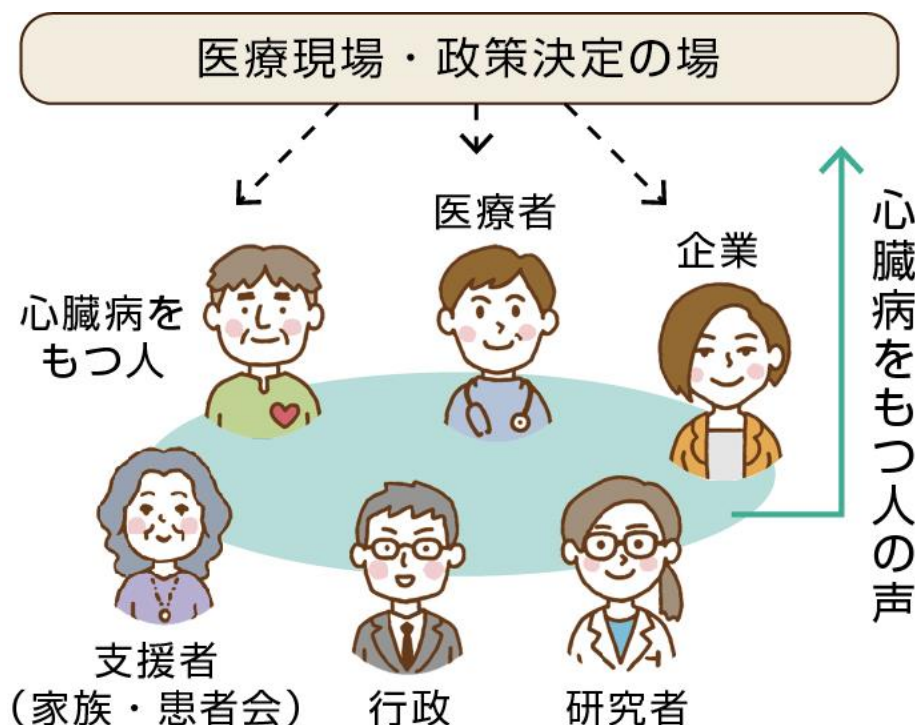 医療現場・政策決定の場
医療者
企業
心臓病を
もつ人
心臓病をもつ人の声
支援者
（家族・患者会）
行政
研究者